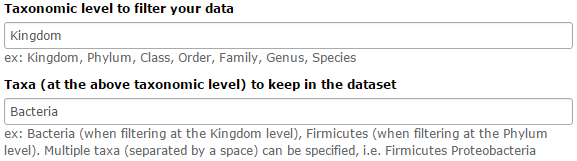 Taxonomic level to filter your data
Kingdom
ex: Kingdom, Phylum, Class, Order, Family, Genus, Species
Taxa (at the above taxonomic level) to keep in the dataset
Bacteria
ex: Bacteria (when filtering at the Kingdom level), Firmicutes (when filtering at the Phylum
level). Multiple taxa (separated by a space) can be specified, i.e. Firmicutes Proteobacteria